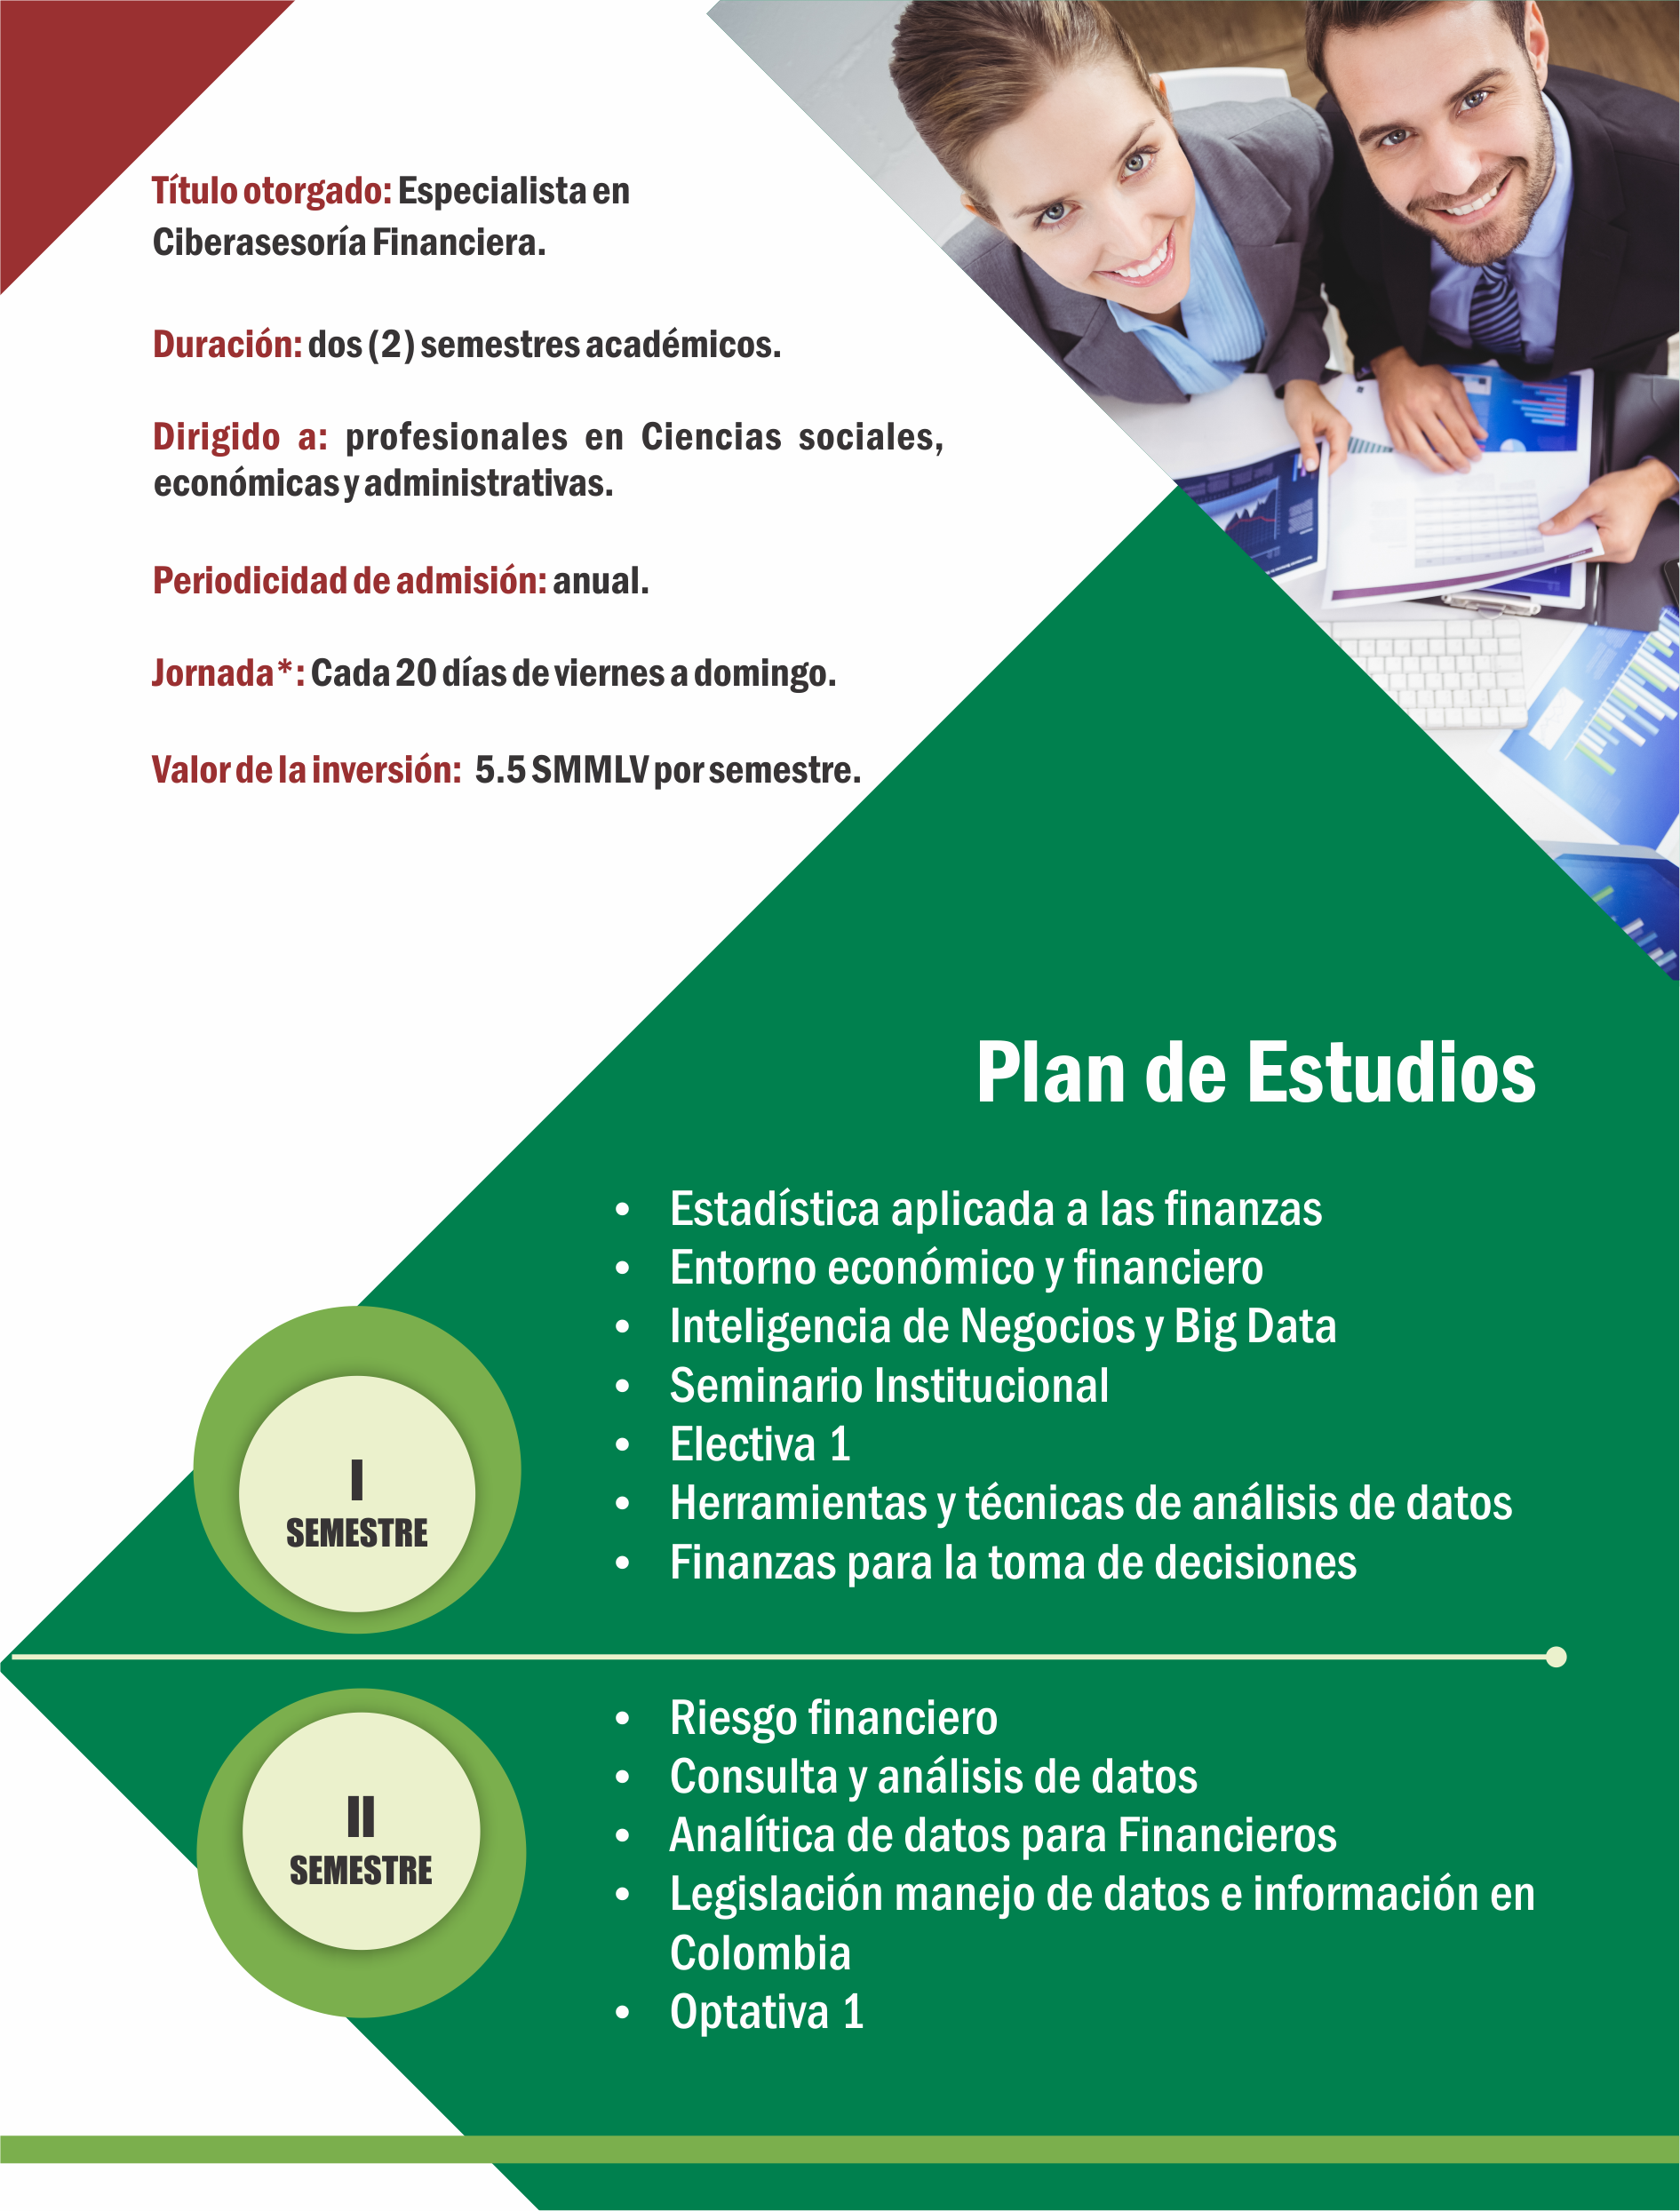 Título otorgado: Especialista en
Ciberasesoría Financiera.
Duración: dos (2) semestres académicos.
Dirigido a: profesionales en Ciencias sociales,
económicas y administrativas.
Periodicidad de admisión: anual.
Jornada*: Cada 20 días de viernes a domingo.
Valor de la inversión: 5.5 SMMLV por semestre.
Plan de Estudios
I
SEMESTRE
• Estadística aplicada a las finanzas
• Entorno económico y financiero
• Inteligencia de Negocios y Big Data
• Seminario Institucional
• Electiva 1
• Herramientas y técnicas de análisis de datos
• Finanzas para la toma de decisiones
II
SEMESTRE
• Riesgo financiero
• Consulta y análisis de datos
• Analítica de datos para Financieros
• Legislación manejo de datos e información en
Colombia
• Optativa 1